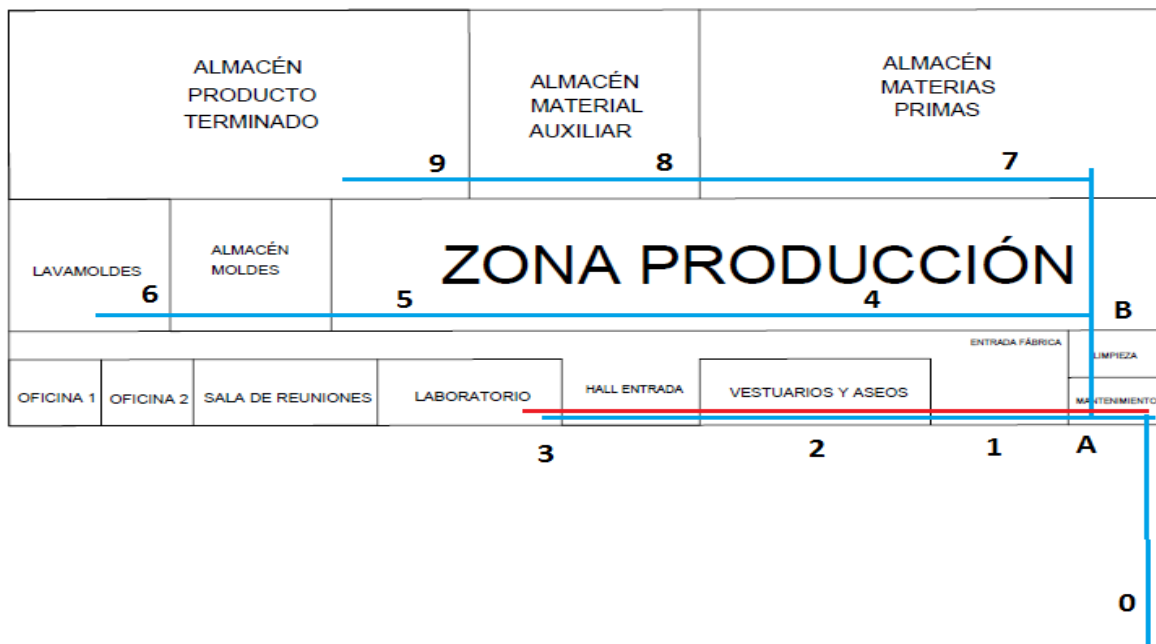 ALMACÉN
PRODUCTO
TERMINADO
ALMACÉN
MATERIAL
AUXILIAR
ALMACÉN
MATERIAS
PRIMAS
9
8
7
LAVAMOLDES
ALMACÉN
MOLDES
ZONA PRODUCCIÓN
6
5
4
B
ENTRADA FÁBRICA
LIMPIEZA
OFICINA 1
OFICINA 2
SALA DE REUNIONES
LABORATORIO
HALL ENTRADA
VESTUARIOS Y ASEOS
MANTENIMIENTO
3
2
1
A
0